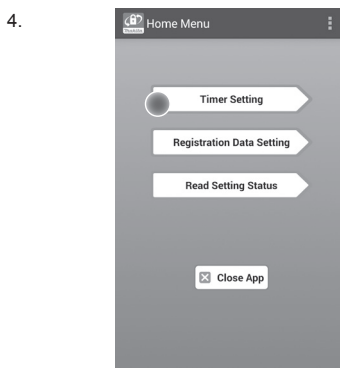 4.
Home Menu
Timer Setting
Registration Data Setting
Read Setting Status
Close App